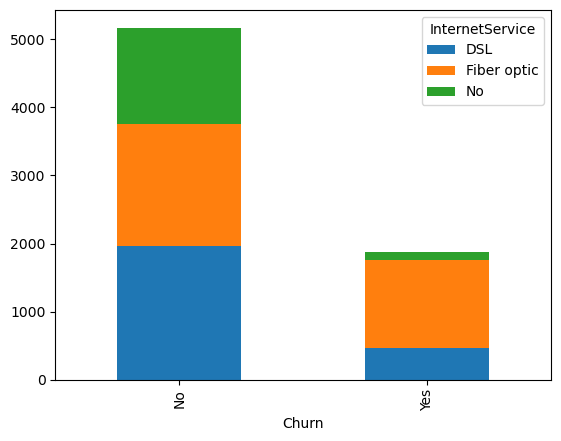 InternetService
DSL
Fiber optic
No
5000
4000
3000
2000
1000
0
No
Yes
Churn